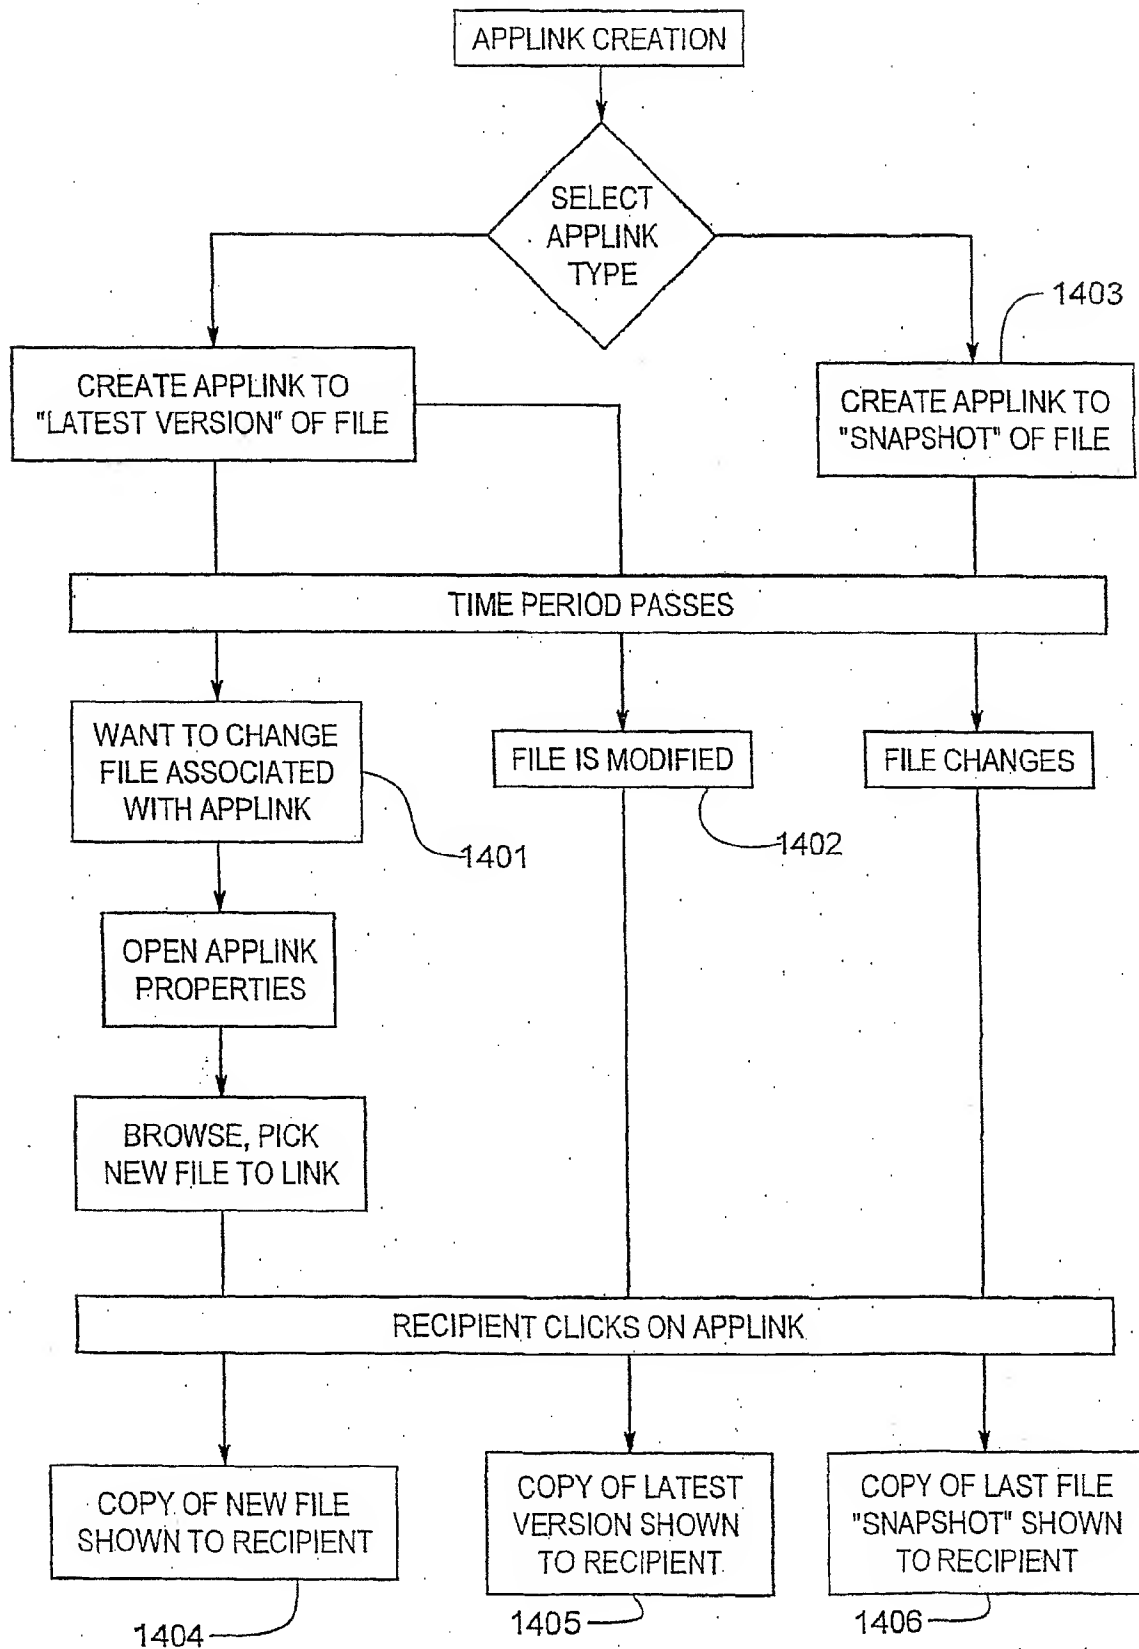 APPLINK CREATION
SELECT
APPLINK
TYPE
1403
CREATE APPLINK TO
"LATEST VERSION" OF FILE
CREATE APPLINK TO
"SNAPSHOT" OF FILE
TIME PERIOD PASSES
WANT TO CHANGE
FILE ASSOCIATED
WITH APPLINK
FILE IS MODIFIED
FILE CHANGES
1401
1402
OPEN APPLINK
PROPERTIES
BROWSE, PICK
NEW FILE TO LINK
RECIPIENT CLICKS ON APPLINK
COPY OF NEW FILE
SHOWN TO RECIPIENT
COPY OF LATEST
VERSION SHOWN
TO RECIPIENT
COPY OF LAST FILE
"SNAPSHOT" SHOWN
TO RECIPIENT
1404
1405
1406